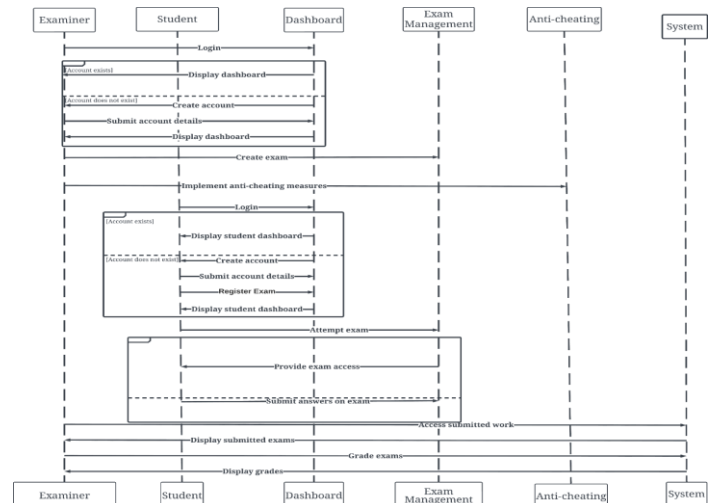 Examiner
Student
Dashboard
Exam
Management
Anti-cheating
System
Login
[Account exists]
Display dashboard
[Account does not exist]
Create account
Submit account details
Display dashboard
Create exam
Implement anti-cheating measures
Login
[Account exists]
Display student dashboard
[Account does not exist]
Create account
Submit account details
Register Exam
Display student dashboard
Attempt exam
Provide exam access
Submit answers on exam
Access submitted work
Display submitted exams
Grade exams
Display grades
Examiner
Student
Dashboard
Exam
Management
Anti-cheating
System